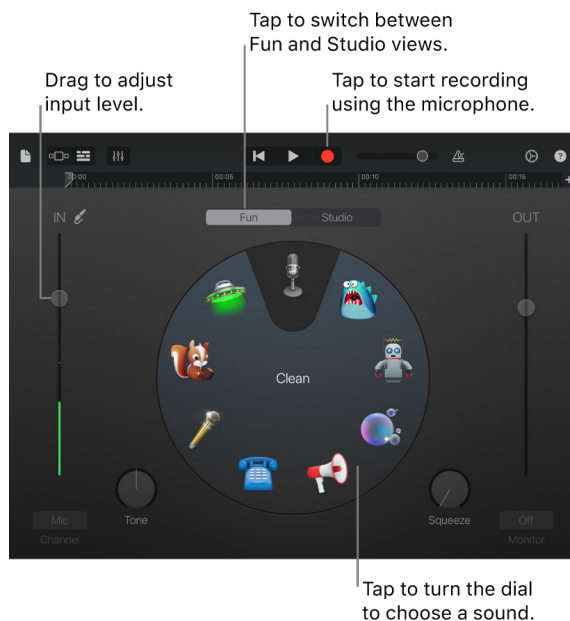 Tap to switch between
Fun and Studio views.
Drag to adjust
input level.
Tap to start recording
using the microphone.
00:00
00:05
00:10
00:15
IN
Fun
Studio
OUT
Clean
Tone
Squeeze
Mic
Channel
Off
Monitor
Tap to turn the dial
to choose a sound.